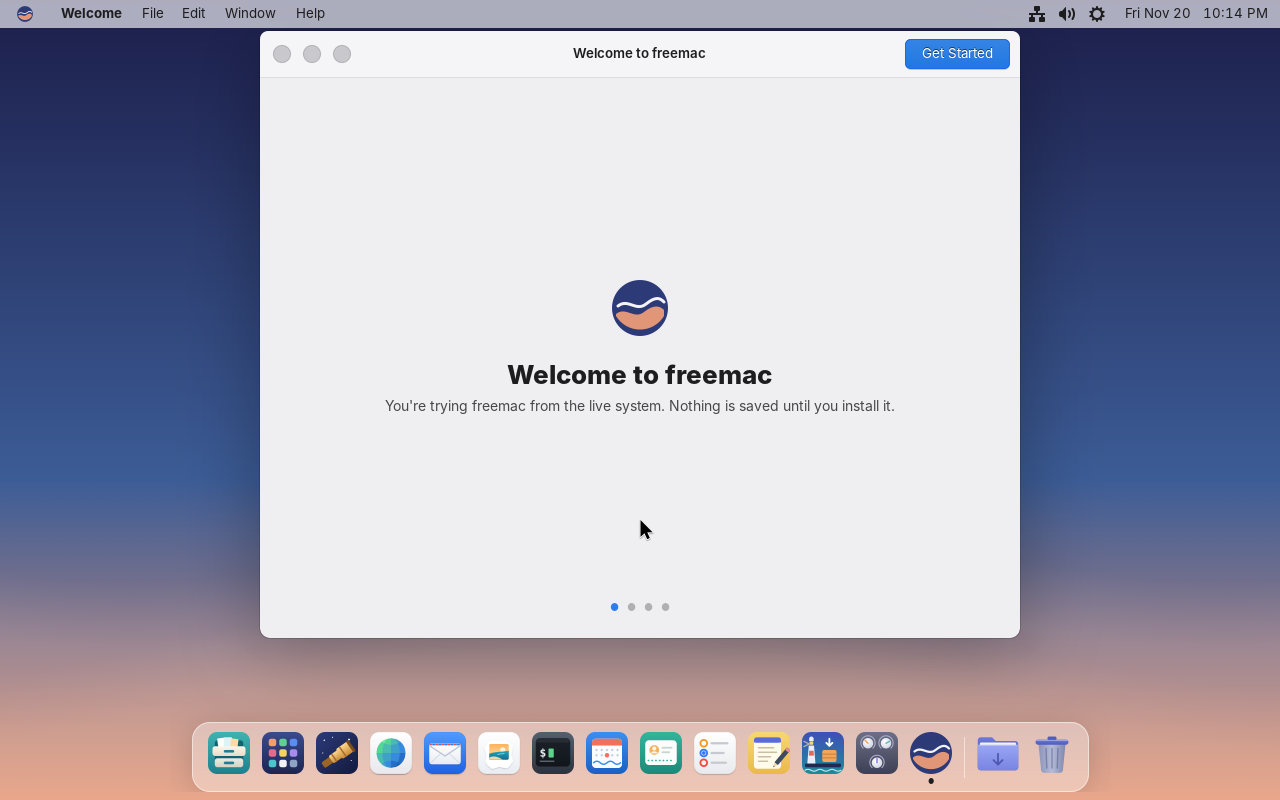 Welcome File Edit Window Help Fri Nov 20 10:14 PM
Welcome to freemac
Get Started
Welcome to freemac
You're trying freemac from the live system. Nothing is saved until you install it.
$